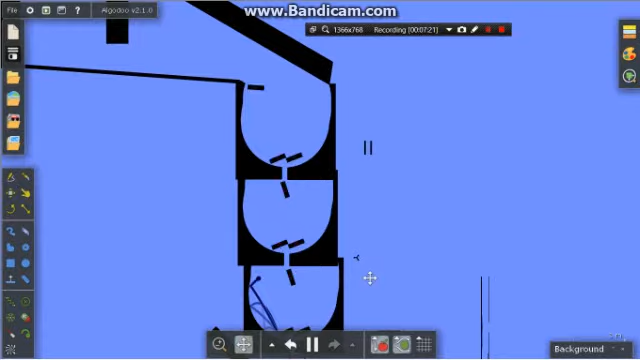 www.Bandicam.com
File
Algodoo v2.1.0
1366x768
Recording [00:07:21]
Background